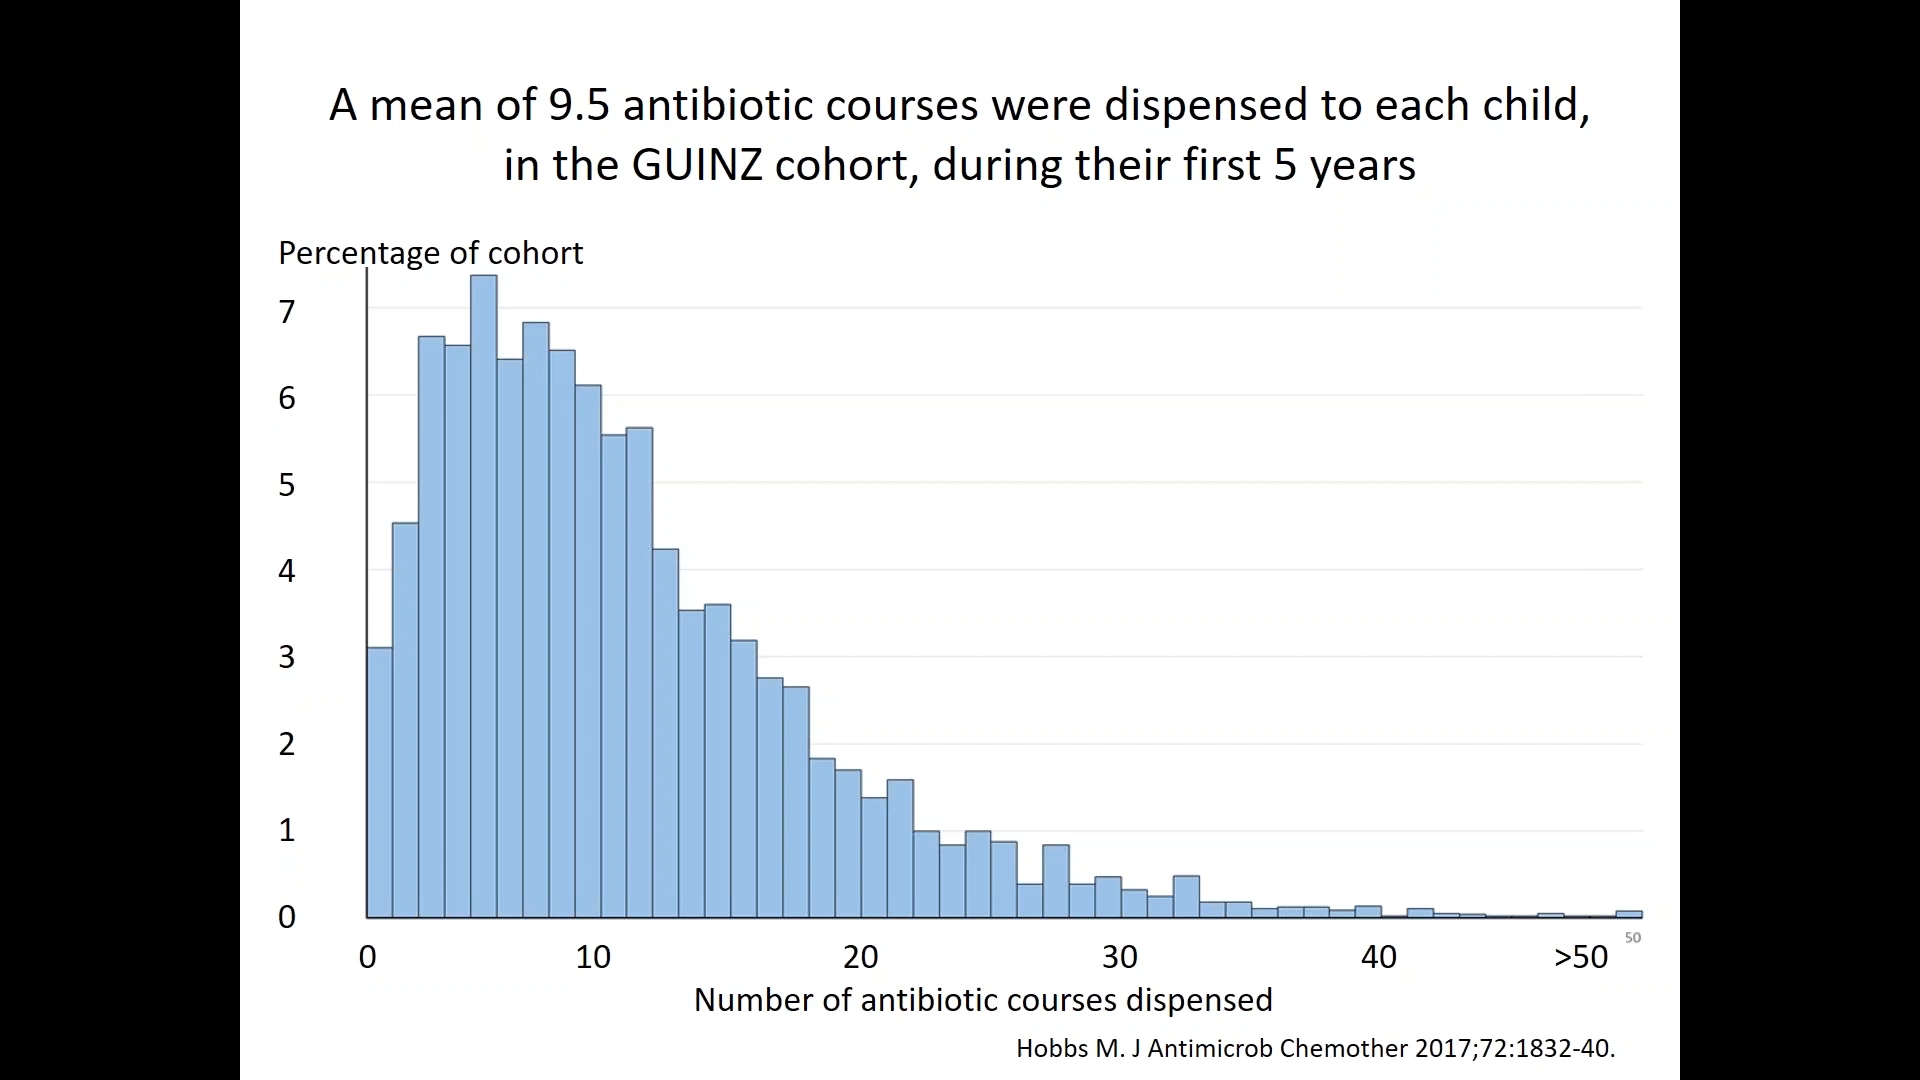 A mean of 9.5 antibiotic courses were dispensed to each child,
in the GUINZ cohort, during their first 5 years
Percentage of cohort
7
6
5
4
3
2
1
0
0 10 20 30 40 >50 50
Number of antibiotic courses dispensed
Hobbs M. J Antimicrob Chemother 2017;72:1832-40.